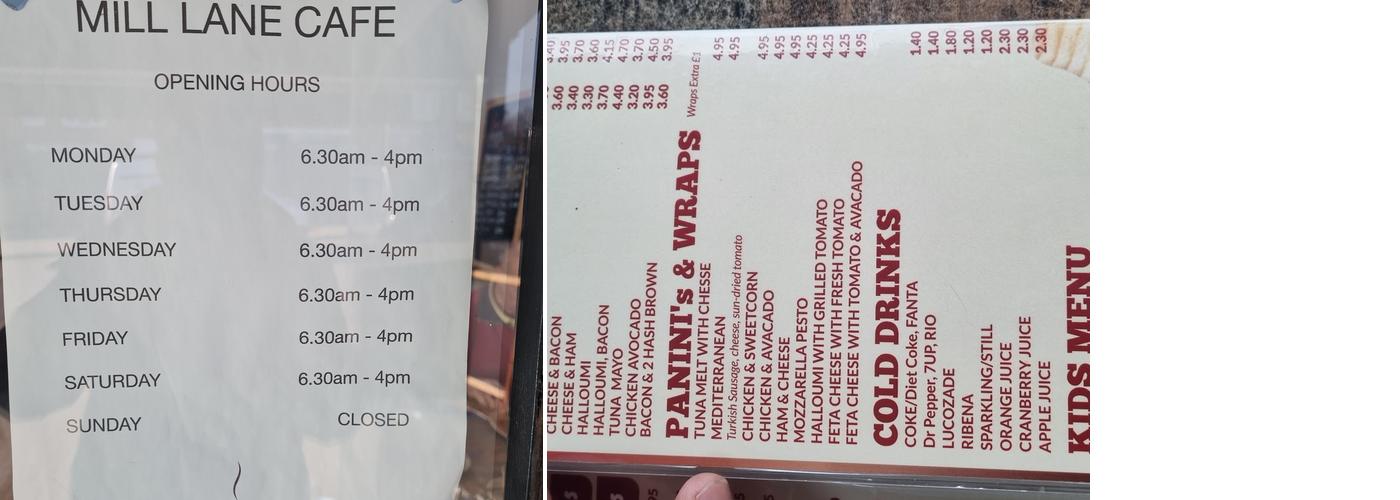 MILL LANE CAFE
OPENING HOURS
MONDAY 6.30am - 4pm
TUESDAY 6.30am - 4pm
WEDNESDAY 6.30am - 4pm
THURSDAY 6.30am - 4pm
FRIDAY 6.30am - 4pm
SATURDAY 6.30am - 4pm
SUNDAY CLOSED
3.40
3.60 3.95
CHEESE & BACON 3.40 3.70
CHEESE & HAM 3.30 3.60
HALLOUMI 3.70 4.15
HALLOUMI, BACON 4.40 4.70
TUNA MAYO 3.20 3.70
CHICKEN AVOCADO 3.95 4.50
BACON & 2 HASH BROWN 3.60 3.95
PANINI's & WRAPS Wraps Extra £1
TUNA MELT WITH CHESSE 4.95
MEDITERRANEAN 4.95
Turkish Sausage, cheese, sun-dried tomato
CHICKEN & SWEETCORN 4.95
CHICKEN & AVACADO 4.95
HAM & CHEESE 4.95
MOZZARELLA PESTO 4.25
HALLOUMI WITH GRILLED TOMATO 4.25
FETA CHEESE WITH FRESH TOMATO 4.25
FETA CHEESE WITH TOMATO & AVACADO 4.95
COLD DRINKS
COKE/Diet Coke, FANTA 1.40
Dr Pepper, 7UP, RIO 1.40
LUCOZADE 1.80
RIBENA 1.20
SPARKLING/STILL 1.20
ORANGE JUICE 2.30
CRANBERRY JUICE 2.30
APPLE JUICE 2.30
KIDS MENU